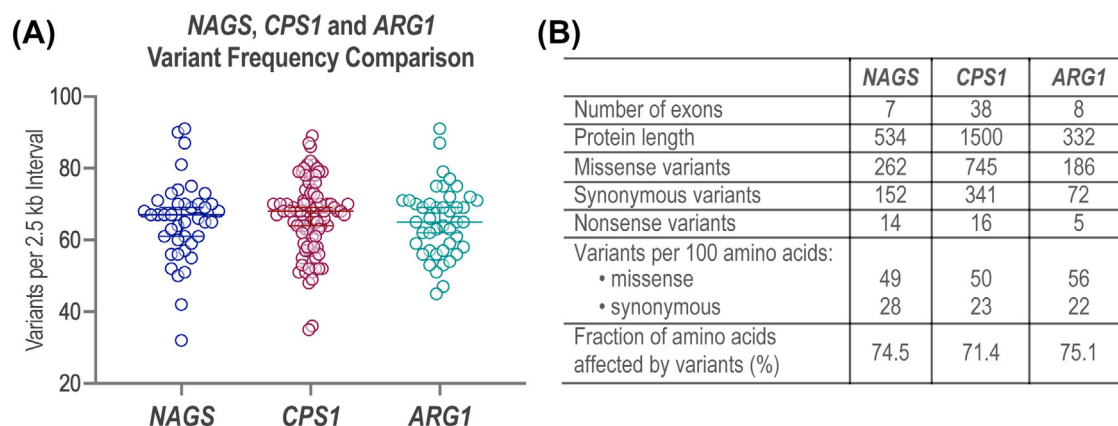 (A)
NAGS, CPS1 and ARG1
Variant Frequency Comparison
Variants per 2.5 kb Interval
100
80
60
40
20
NAGS CPS1 ARG1
(B)
NAGS CPS1 ARG1
Number of exons 7 38 8
Protein length 534 1500 332
Missense variants 262 745 186
Synonymous variants 152 341 72
Nonsense variants 14 16 5
Variants per 100 amino acids:
• missense 49 50 56
• synonymous 28 23 22
Fraction of amino acids
affected by variants (%) 74.5 71.4 75.1